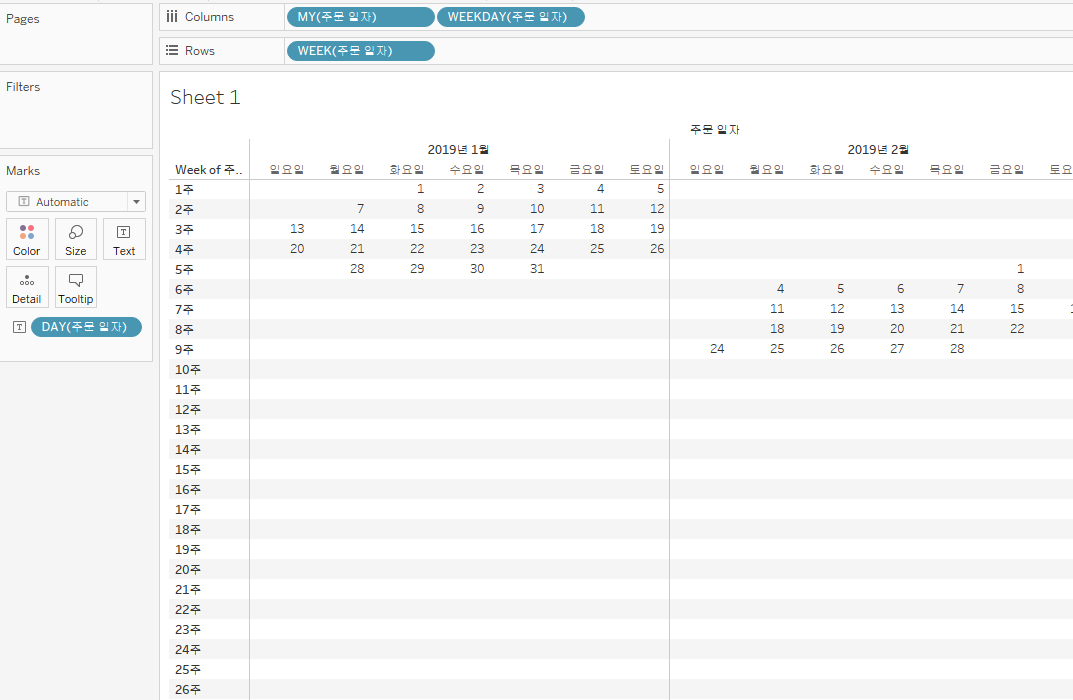 Pages
Columns MY(주문 일자) WEEKDAY(주문 일자)
Rows WEEK(주문 일자)
Filters
Marks
Automatic
Color Size Text
Detail Tooltip
DAY(주문 일자)
Sheet 1
주문 일자
2019년 1월 2019년 2월
Week of 주.. 일요일 월요일 화요일 수요일 목요일 금요일 토요일 일요일 월요일 화요일 수요일 목요일 금요일 토요
1주 1 2 3 4 5
2주 7 8 9 10 11 12
3주 13 14 15 16 17 18 19
4주 20 21 22 23 24 25 26
5주 28 29 30 31 1
6주 4 5 6 7 8
7주 11 12 13 14 15 1
8주 18 19 20 21 22
9주 24 25 26 27 28
10주
11주
12주
13주
14주
15주
16주
17주
18주
19주
20주
21주
22주
23주
24주
25주
26주